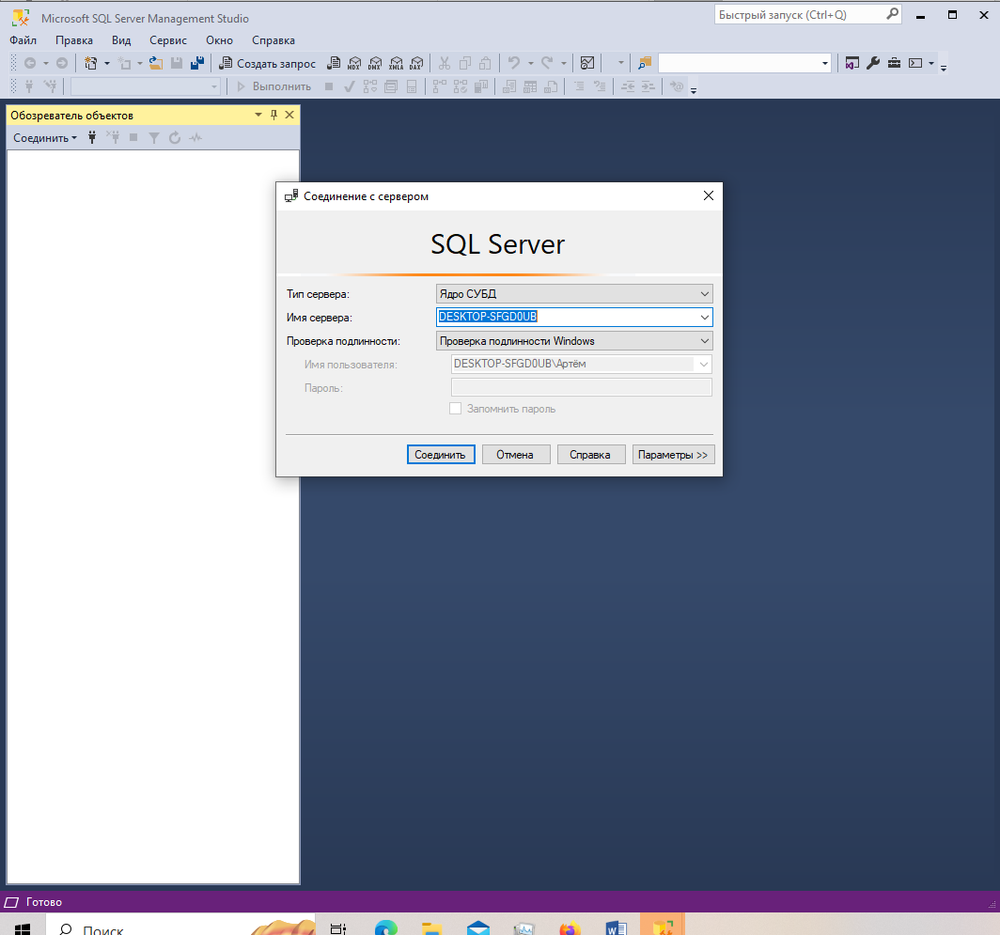 Microsoft SQL Server Management Studio
Быстрый запуск (Ctrl+Q)
Файл Правка Вид Сервис Окно Справка
Создать запрос MDX DMX XMLA DAX
Выполнить
Обозреватель объектов
Соединить
Соединение с сервером
SQL Server
Тип сервера: Ядро СУБД
Имя сервера: DESKTOP-SFGD0UB
Проверка подлинности: Проверка подлинности Windows
Имя пользователя: DESKTOP-SFGD0UB\Артём
Пароль:
Запомнить пароль
Соединить Отмена Справка Параметры >>
Готово
Поиск